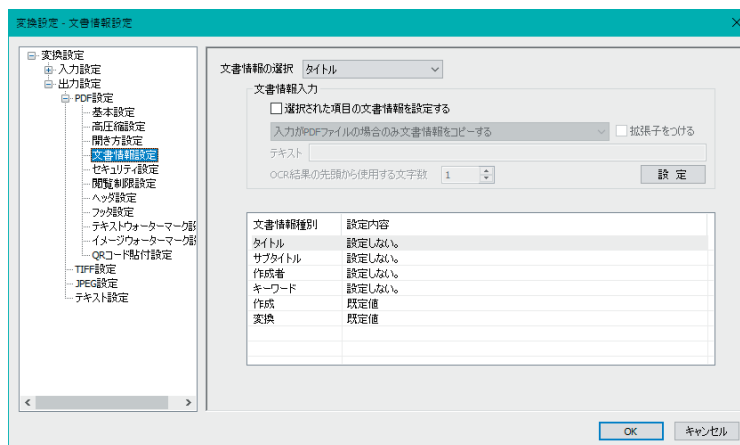 変換設定 - 文書情報設定
変換設定
入力設定
出力設定
PDF設定
基本設定
高圧縮設定
開き方設定
文書情報設定
セキュリティ設定
閲覧制限設定
ヘッダ設定
フッタ設定
テキストウォーターマーク設
イメージウォーターマーク設
QRコード貼付設定
TIFF設定
JPEG設定
テキスト設定
文書情報の選択 タイトル
文書情報入力
選択された項目の文書情報を設定する
入力がPDFファイルの場合のみ文書情報をコピーする 拡張子をつける
テキスト
OCR結果の先頭から使用する文字数 1 設 定
文書情報種別 設定内容
タイトル 設定しない。
サブタイトル 設定しない。
作成者 設定しない。
キーワード 設定しない。
作成 既定値
変換 既定値
OK キャンセル